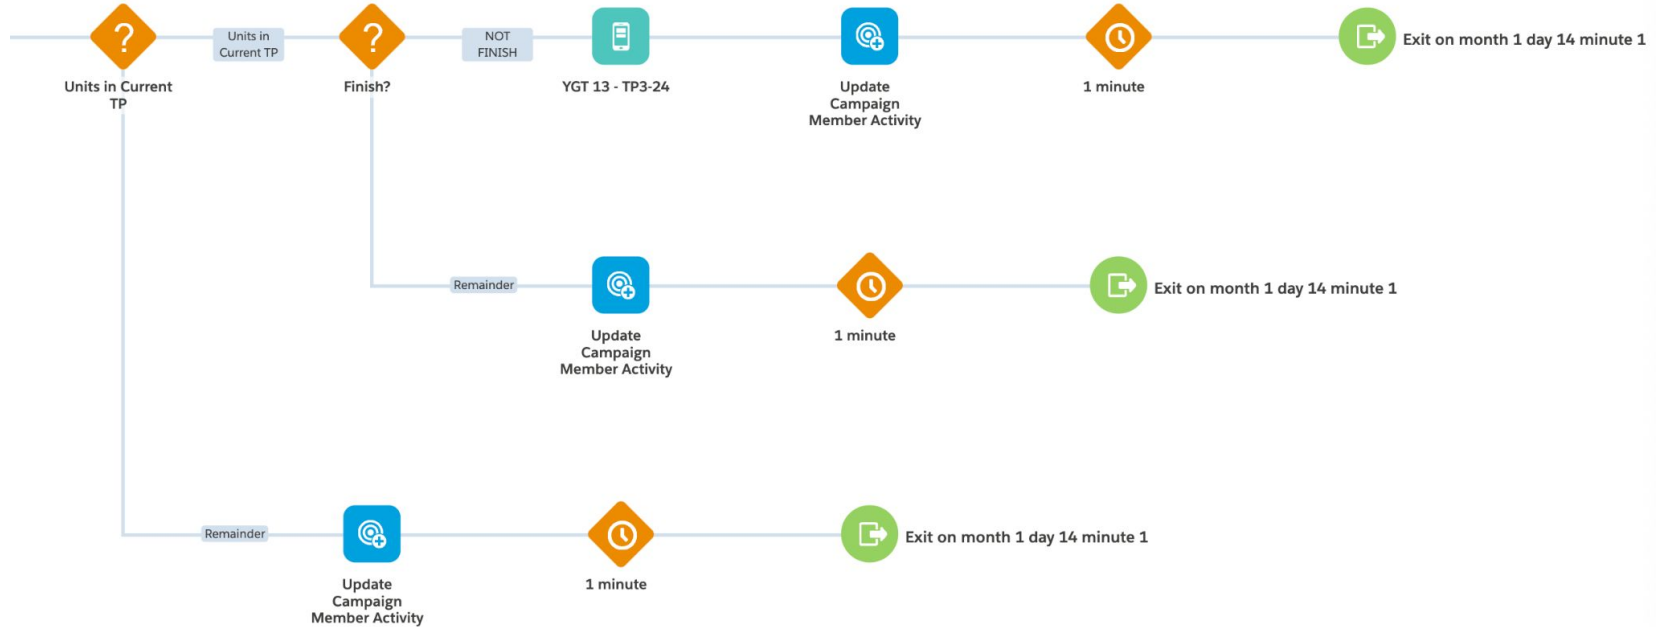 Units in
Current TP
NOT
FINISH
Units in Current
TP
Finish?
YGT 13 - TP3-24
Update
Campaign
Member Activity
1 minute
Exit on month 1 day 14 minute 1
Remainder
Update
Campaign
Member Activity
1 minute
Exit on month 1 day 14 minute 1
Remainder
Update
Campaign
Member Activity
1 minute
Exit on month 1 day 14 minute 1